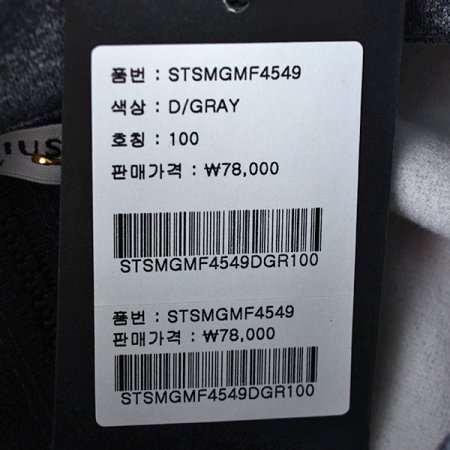 품번 : STSMGMF4549
색상 : D/GRAY
호칭 : 100
판매가격 : ₩78,000
STSMGMF4549DGR100
품번 : STSMGMF4549
판매가격 : ₩78,000
STSMGMF4549DGR100
IUS